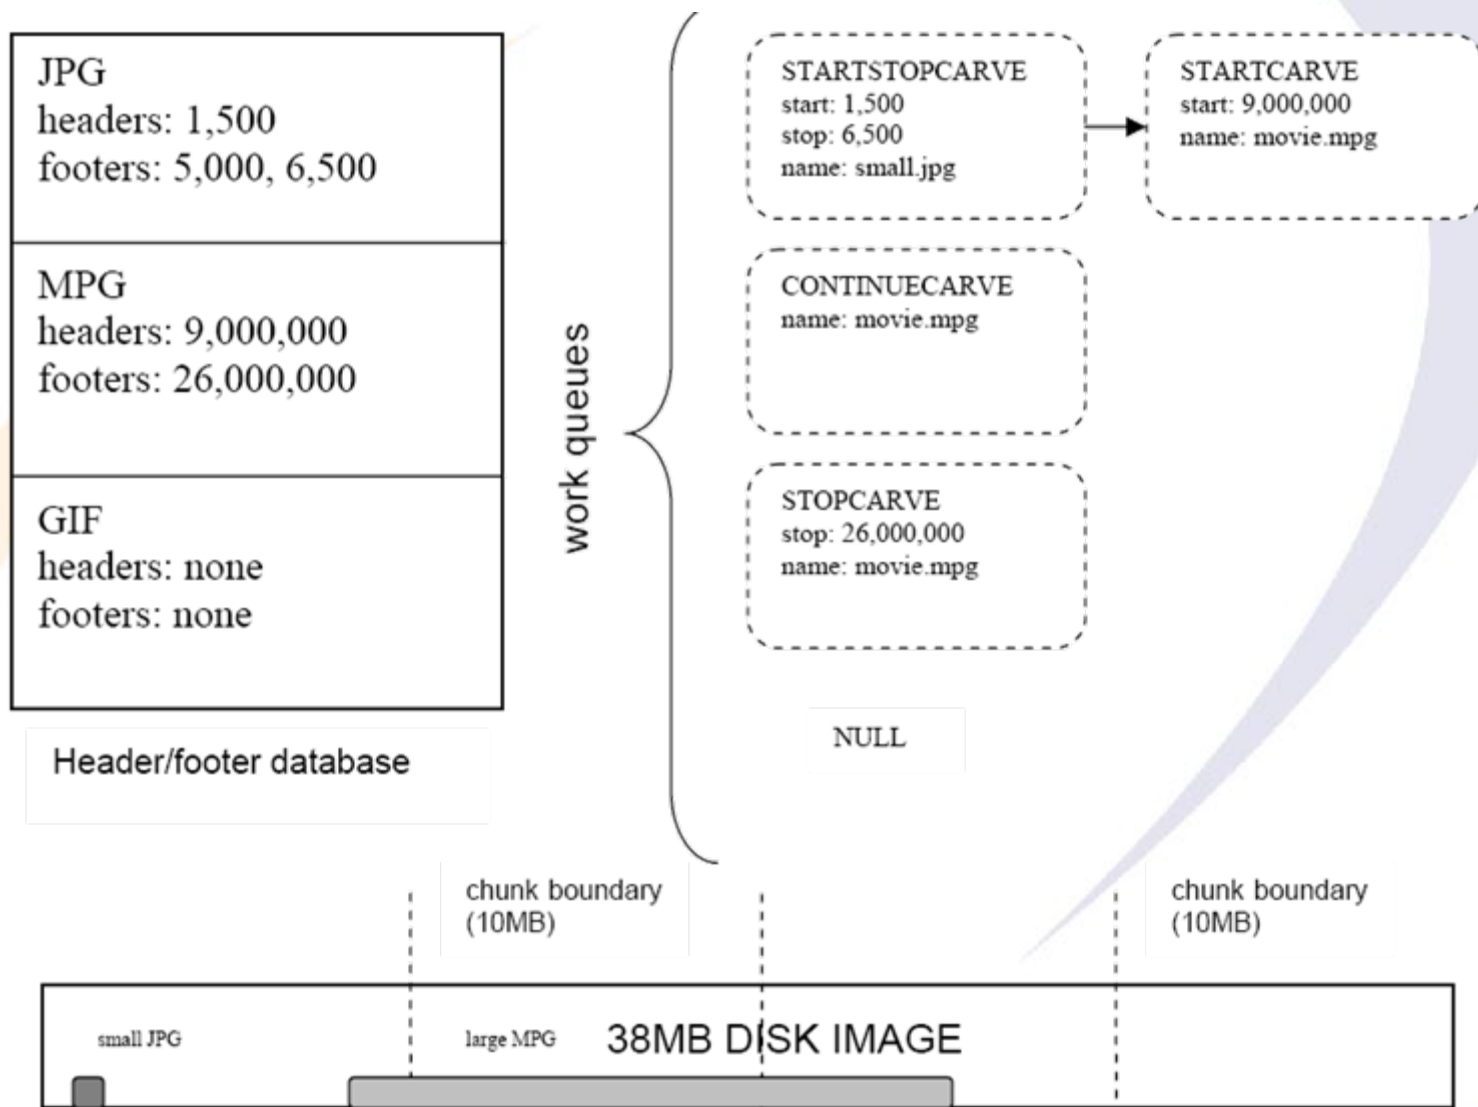 JPG
headers: 1,500
footers: 5,000, 6,500
MPG
headers: 9,000,000
footers: 26,000,000
GIF
headers: none
footers: none
Header/footer database
work queues
STARTSTOPCARVE
start: 1,500
stop: 6,500
name: small.jpg
STARTCARVE
start: 9,000,000
name: movie.mpg
CONTINUECARVE
name: movie.mpg
STOPCARVE
stop: 26,000,000
name: movie.mpg
NULL
chunk boundary
(10MB)
chunk boundary
(10MB)
small JPG
large MPG
38MB DISK IMAGE